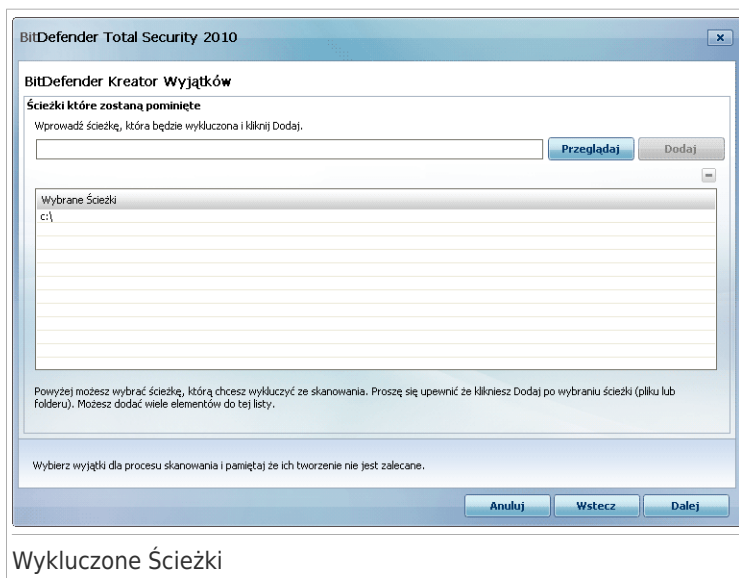 BitDefender Total Security 2010
BitDefender Kreator Wyjątków
Ścieżki które zostaną pominięte
Wprowadź ścieżkę, która będzie wykluczona i kliknij Dodaj.
Przeglądaj Dodaj
Wybrane Ścieżki
c:\
Powyżej możesz wybrać ścieżkę, którą chcesz wykluczyć ze skanowania. Proszę się upewnić że klikniesz Dodaj po wybraniu ścieżki (pliku lub
folderu). Możesz dodać wiele elementów do tej listy.
Wybierz wyjątki dla procesu skanowania i pamiętaj że ich tworzenie nie jest zalecane.
Anuluj Wstecz Dalej
Wykluczone Ścieżki